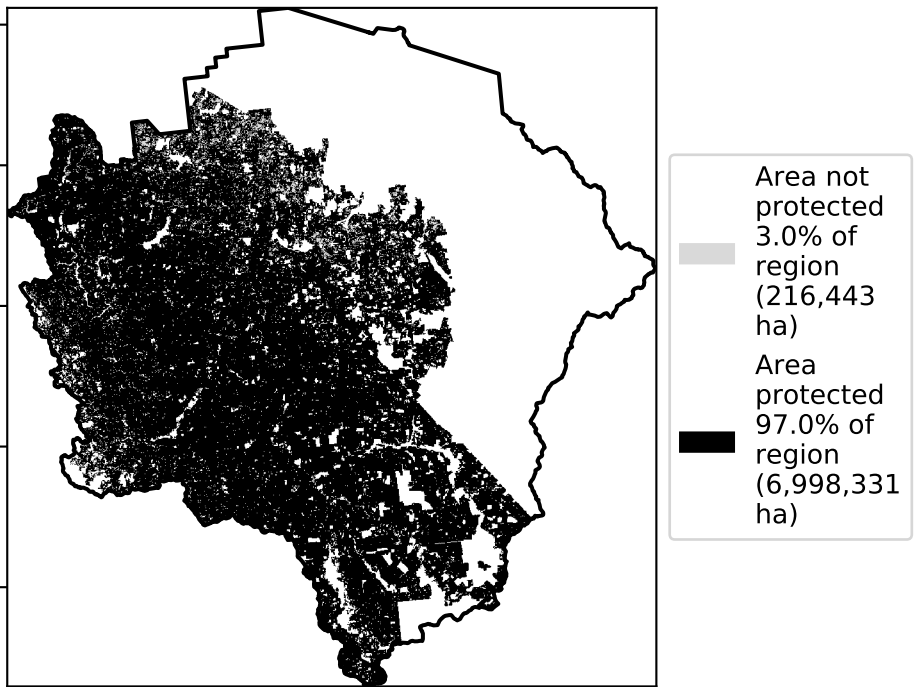 Area not
protected
3.0% of
region
(216,443
ha)
Area
protected
97.0% of
region
(6,998,331
ha)